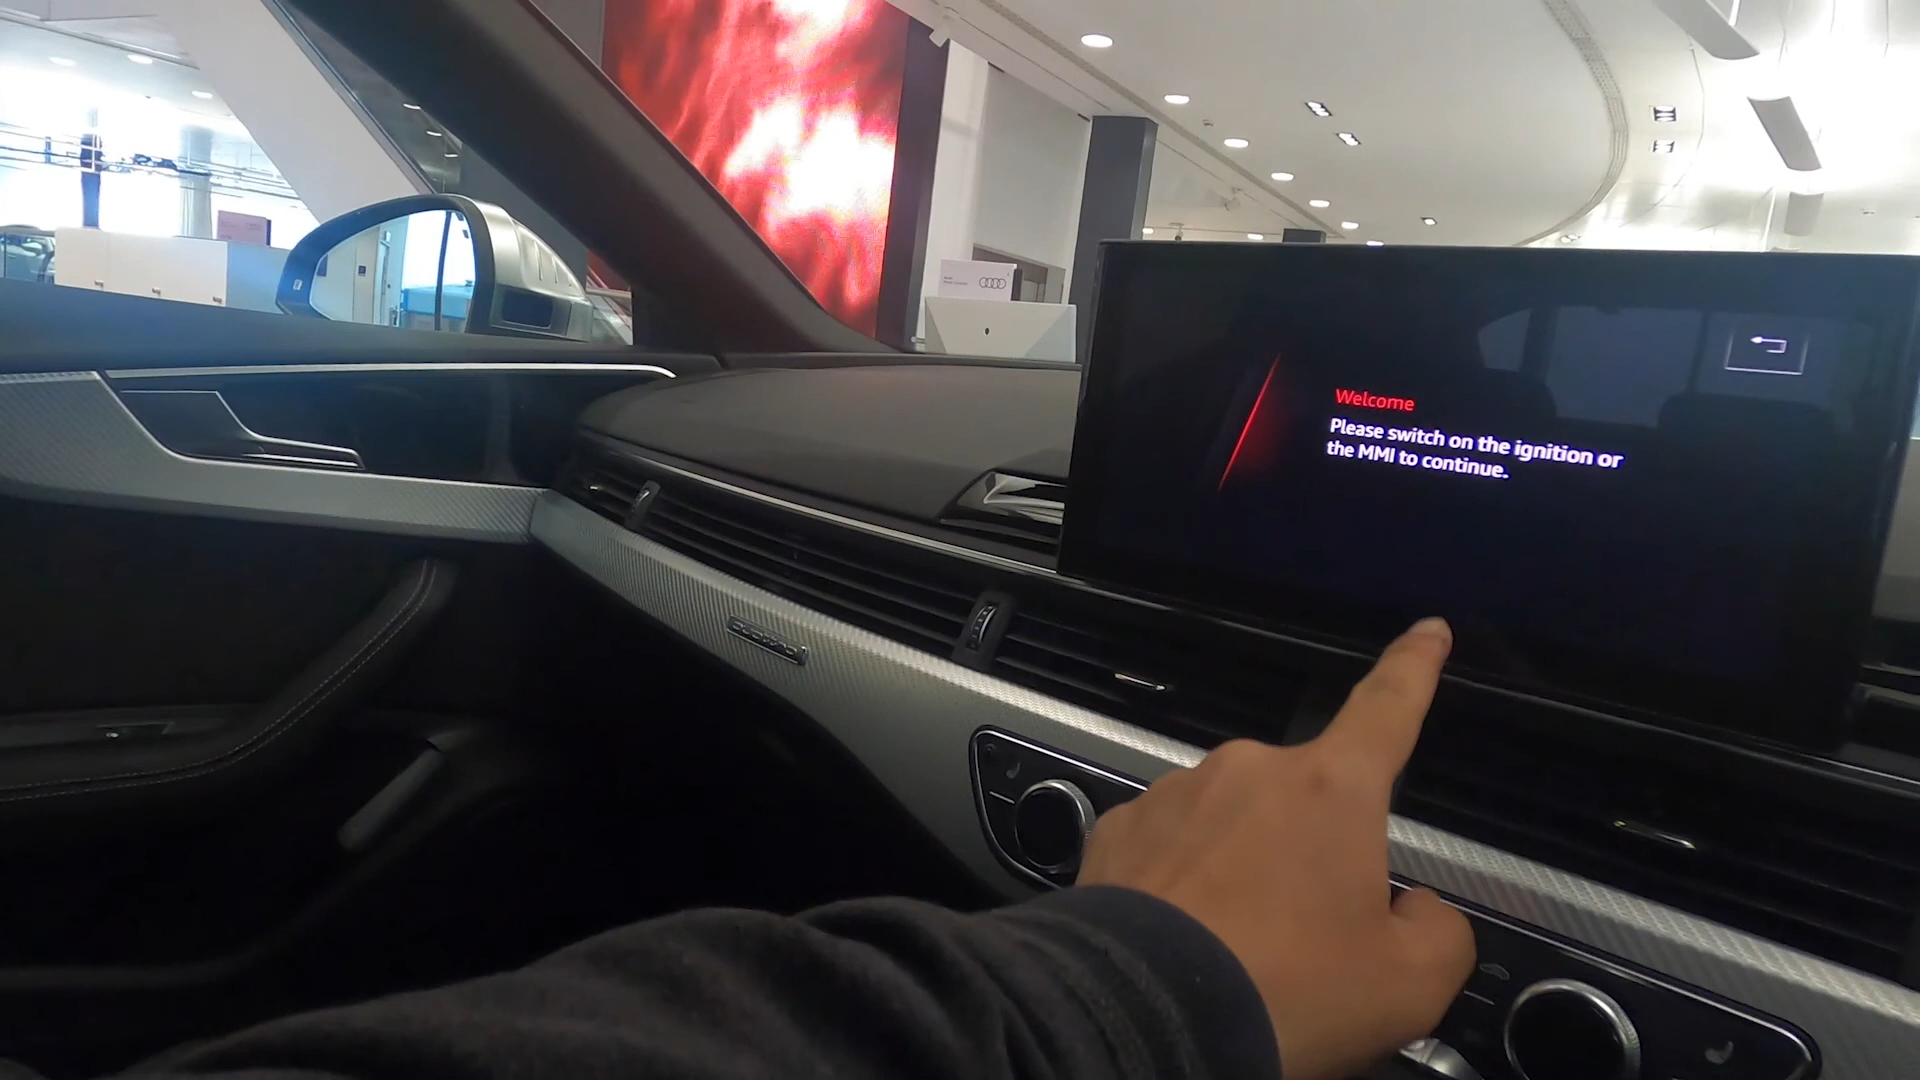 Welcome
Please switch on the ignition or
the MMI to continue.
quattro